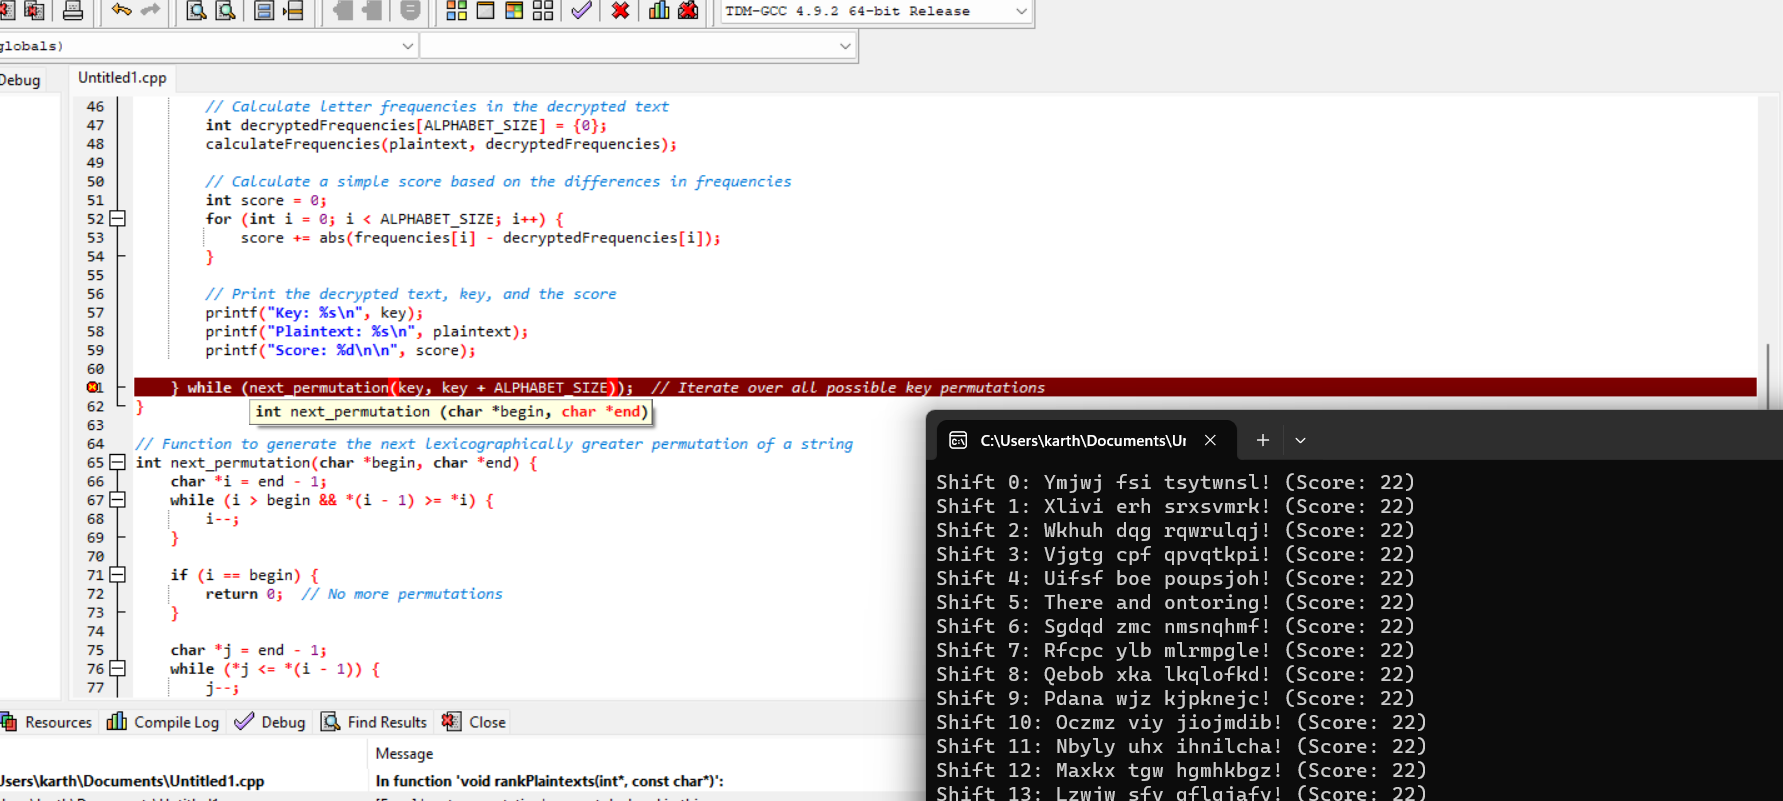 TDM-GCC 4.9.2 64-bit Release
globals)
Debug
Untitled1.cpp
46 // Calculate letter frequencies in the decrypted text
47 int decryptedFrequencies[ALPHABET_SIZE] = {0};
48 calculateFrequencies(plaintext, decryptedFrequencies);
49
50 // Calculate a simple score based on the differences in frequencies
51 int score = 0;
52 for (int i = 0; i < ALPHABET_SIZE; i++) {
53 score += abs(frequencies[i] - decryptedFrequencies[i]);
54 }
55
56 // Print the decrypted text, key, and the score
57 printf("Key: %s\n", key);
58 printf("Plaintext: %s\n", plaintext);
59 printf("Score: %d\n\n", score);
60
1 } while (next_permutation(key, key + ALPHABET_SIZE)); // Iterate over all possible key permutations
62 }
int next_permutation (char *begin, char *end)
63
64 // Function to generate the next lexicographically greater permutation of a string
65 int next_permutation(char *begin, char *end) {
66 char *i = end - 1;
67 while (i > begin && *(i - 1) >= *i) {
68 i--;
69 }
70
71 if (i == begin) {
72 return 0; // No more permutations
73 }
74
75 char *j = end - 1;
76 while (*j <= *(i - 1)) {
77 j--;
Resources Compile Log Debug Find Results Close
Message
Users\karth\Documents\Untitled1.cpp In function 'void rankPlaintexts(int*, const char*)':
C:\Users\karth\Documents\Ur
Shift 0: Ymjwj fsi tsytwnsl! (Score: 22)
Shift 1: Xlivi erh srxsvmrk! (Score: 22)
Shift 2: Wkhuh dqg rqwrulqj! (Score: 22)
Shift 3: Vjgtg cpf qpvqtkpi! (Score: 22)
Shift 4: Uifsf boe poupsjoh! (Score: 22)
Shift 5: There and ontoring! (Score: 22)
Shift 6: Sgdqd zmc nmsnqhmf! (Score: 22)
Shift 7: Rfcpc ylb mlrmpgle! (Score: 22)
Shift 8: Qebob xka lkqlofkd! (Score: 22)
Shift 9: Pdana wjz kjpknejc! (Score: 22)
Shift 10: Oczmz viy jiojmdib! (Score: 22)
Shift 11: Nbyly uhx ihnilcha! (Score: 22)
Shift 12: Maxkx tgw hgmhkbgz! (Score: 22)
Shift 13: Lzwjw sfv gflgjafy! (Score: 22)